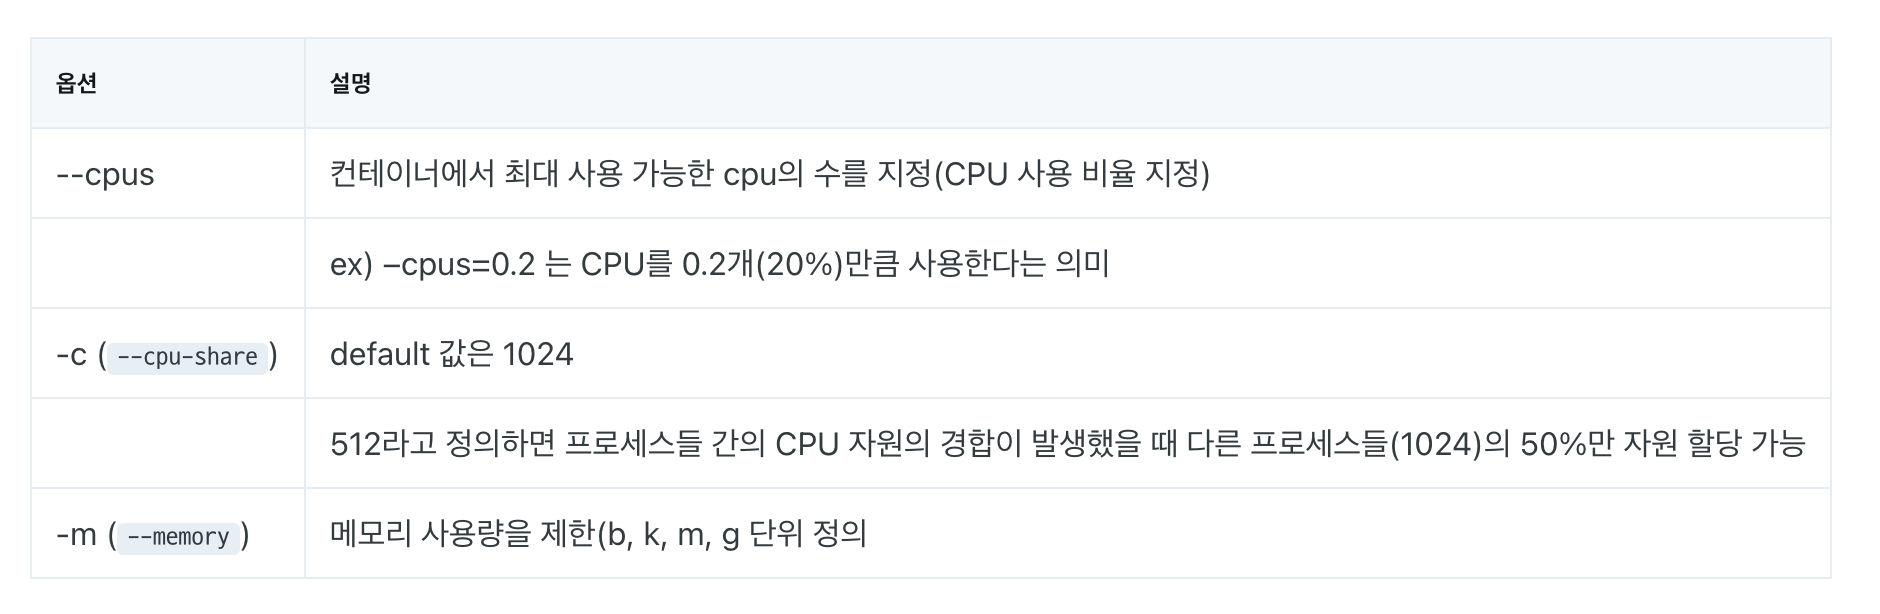 옵션 설명
--cpus 컨테이너에서 최대 사용 가능한 cpu의 수를 지정(CPU 사용 비율 지정)
ex) –cpus=0.2 는 CPU를 0.2개(20%)만큼 사용한다는 의미
-c (--cpu-share) default 값은 1024
512라고 정의하면 프로세스들 간의 CPU 자원의 경합이 발생했을 때 다른 프로세스들(1024)의 50%만 자원 할당 가능
-m (--memory) 메모리 사용량을 제한(b, k, m, g 단위 정의